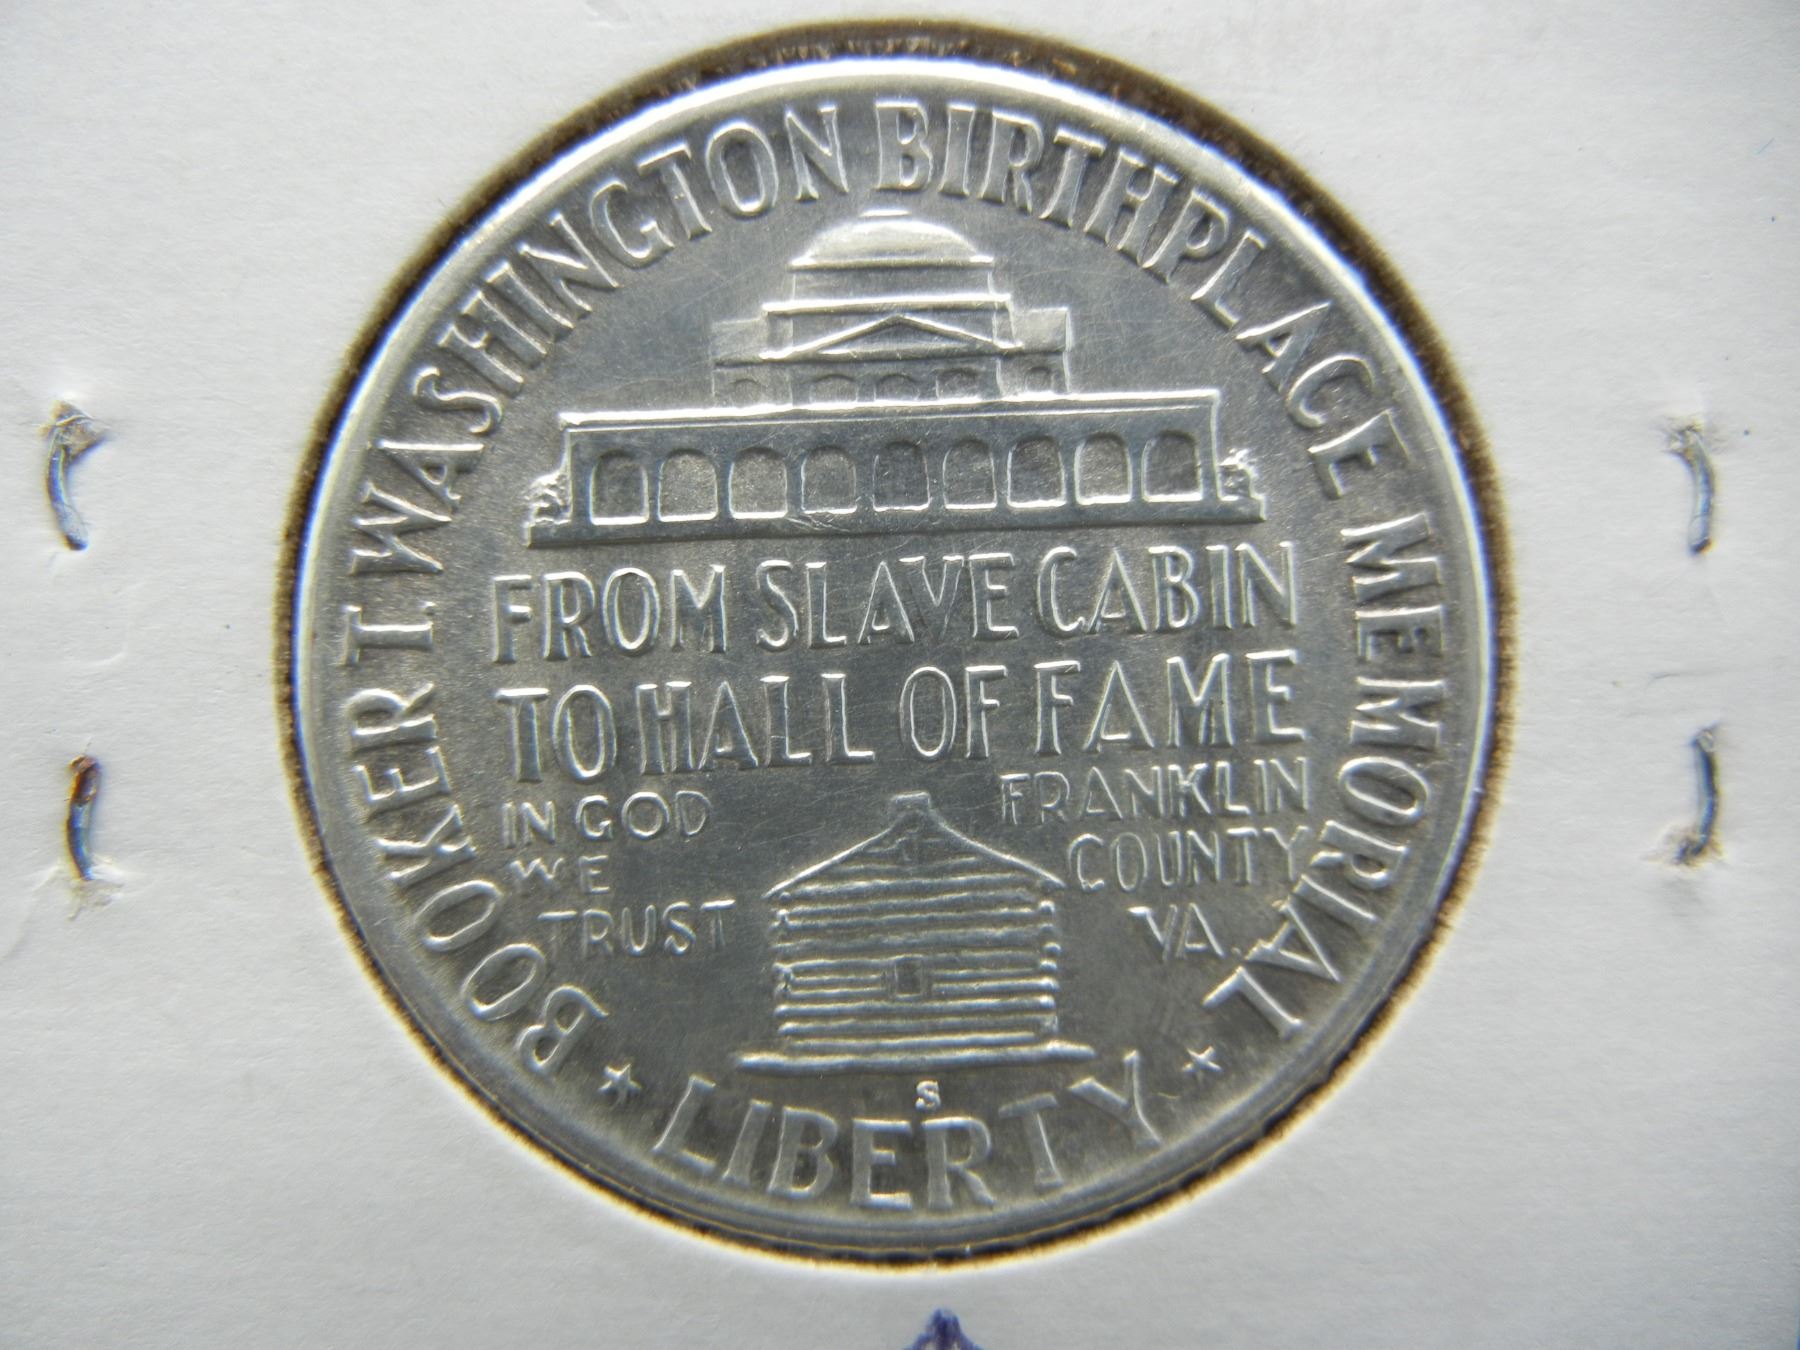 BOOKER T. WASHINGTON BIRTHPLACE MEMORIAL
FROM SLAVE CABIN
TO HALL OF FAME
IN GOD
WE
TRUST
FRANKLIN
COUNTY
VA.
S
LIBERTY